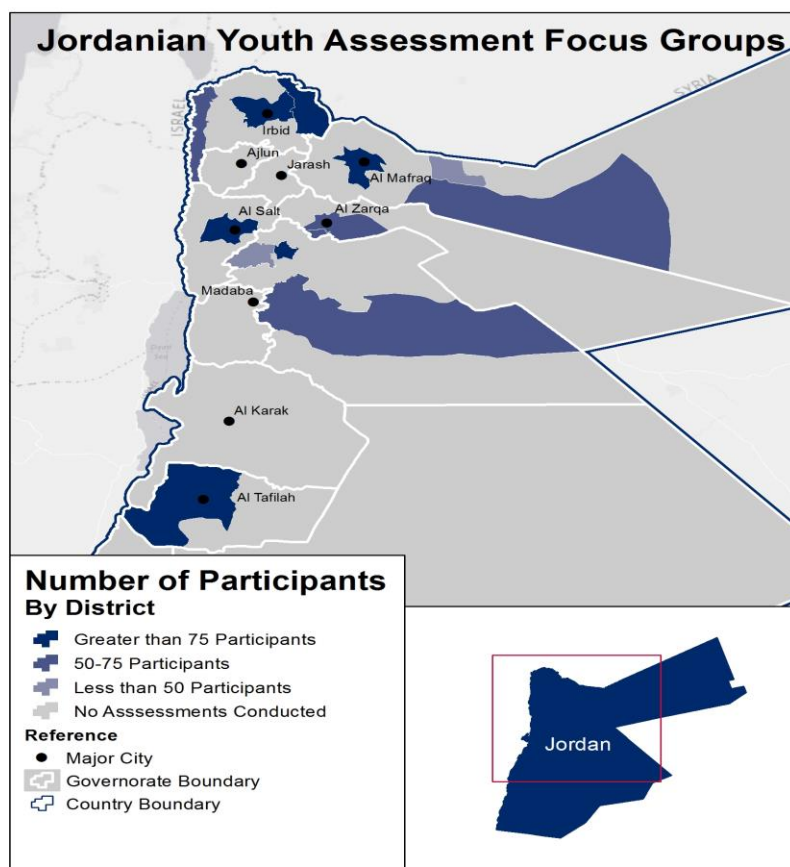 Jordanian Youth Assessment Focus Groups
SYRIA
ISRAEL
Irbid
Ajlun
Jarash
Al Mafraq
Al Salt
Al Zarqa
Madaba
Al Karak
Al Tafilah
Number of Participants
By District
Greater than 75 Participants
50-75 Participants
Less than 50 Participants
No Asssessments Conducted
Reference
Major City
Governorate Boundary
Country Boundary
Jordan